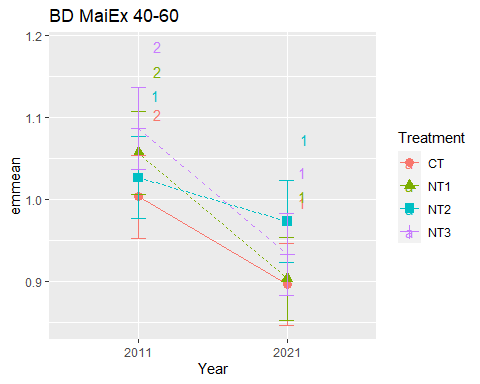 BD MaiEx 40-60
1.2
1.1
1.0
0.9
emmean
2
2
12
2
1
1
1
1
2011
2021
Year
Treatment
a CT
a NT1
a NT2
a NT3